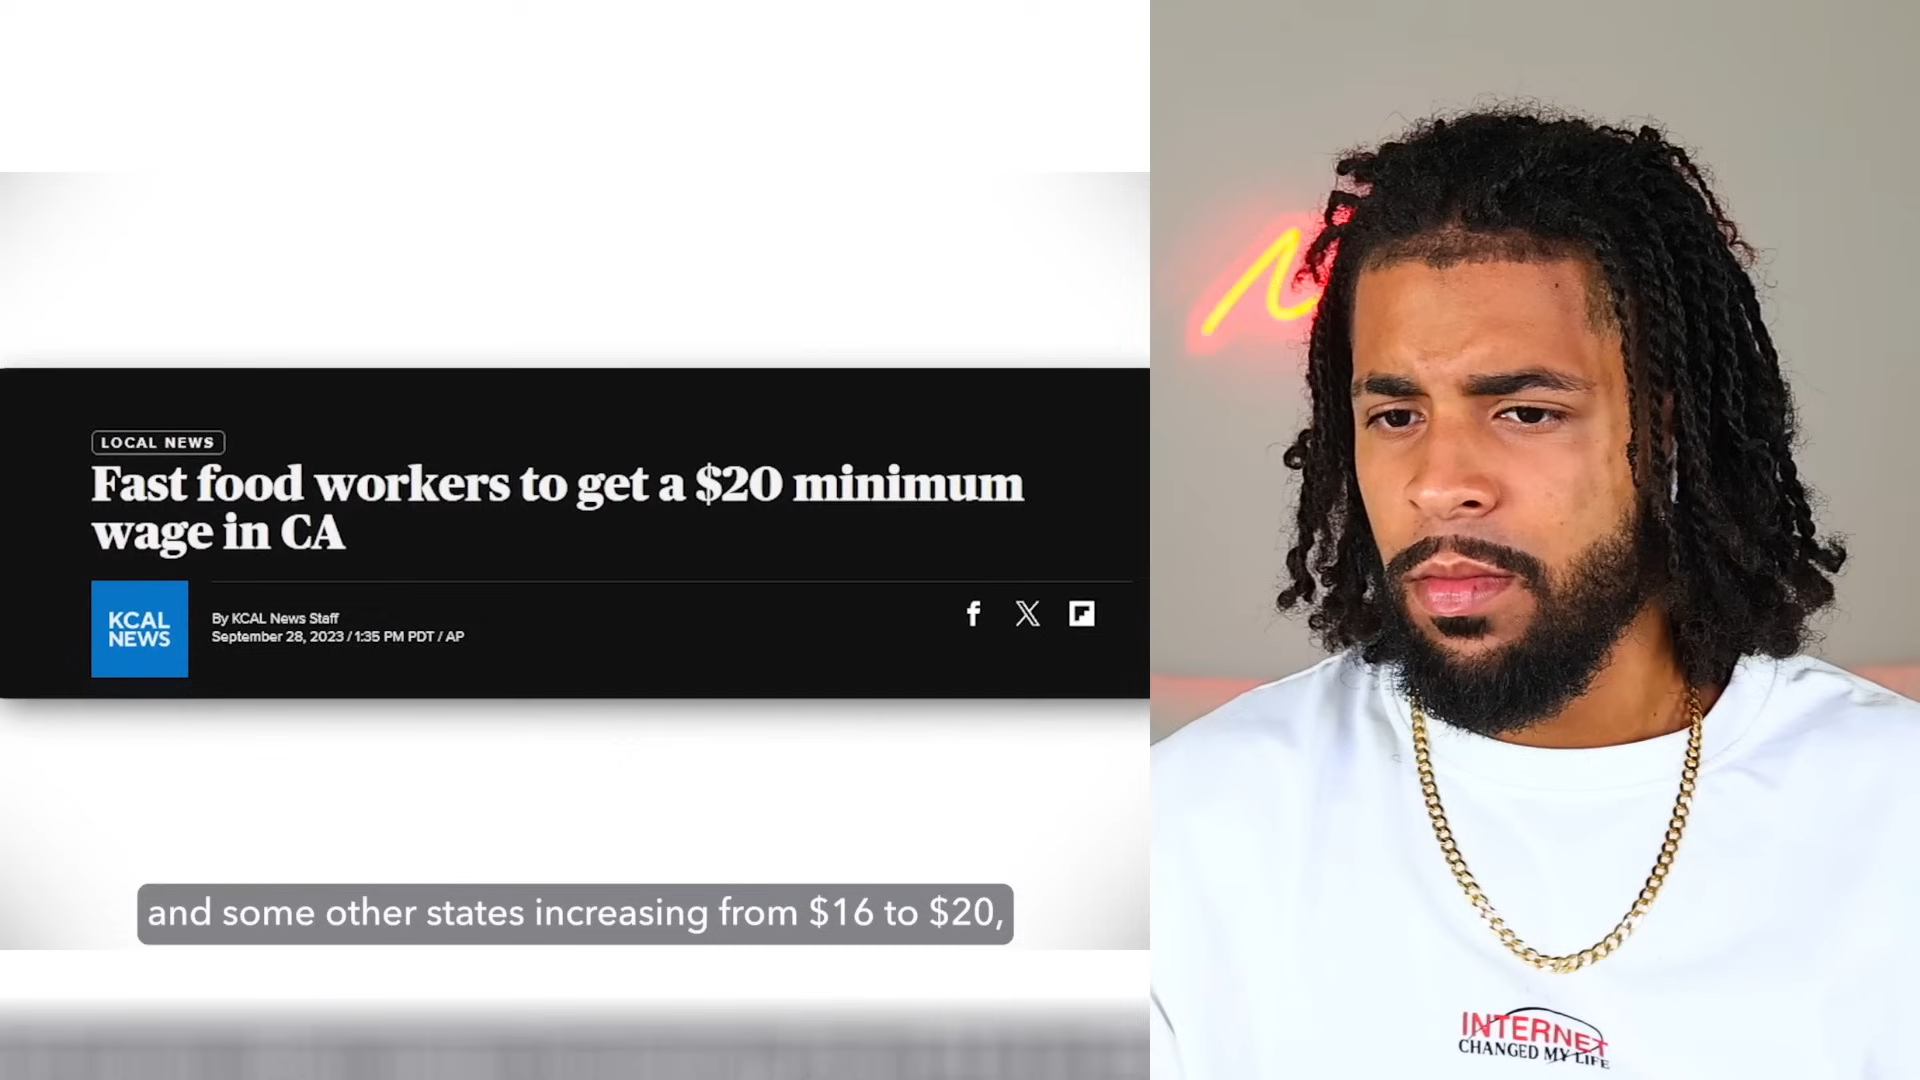 LOCAL NEWS
Fast food workers to get a $20 minimum
wage in CA
KCAL
NEWS
By KCAL News Staff
September 28, 2023 / 1:35 PM PDT / AP
and some other states increasing from $16 to $20,
INTERNET
CHANGED MY LIFE